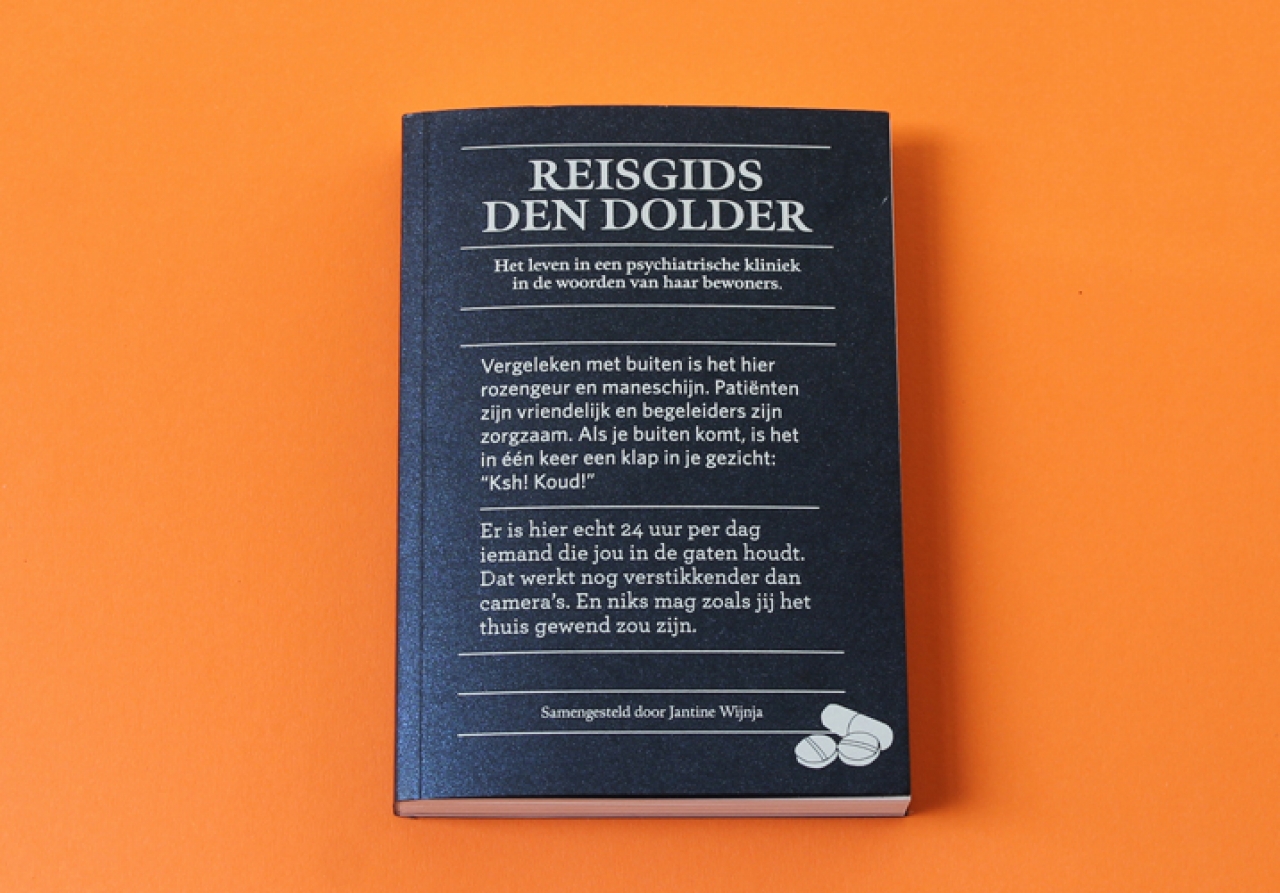 REISGIDS
DEN DOLDER
Het leven in een psychiatrische kliniek
in de woorden van haar bewoners.
Vergeleken met buiten is het hier
rozengeur en maneschijn. Patiënten
zijn vriendelijk en begeleiders zijn
zorgzaam. Als je buiten komt, is het
in één keer een klap in je gezicht:
“Ksh! Koud!”
Er is hier echt 24 uur per dag
iemand die jou in de gaten houdt.
Dat werkt nog verstikkender dan
camera’s. En niks mag zoals jij het
thuis gewend zou zijn.
Samengesteld door Jantine Wijnja